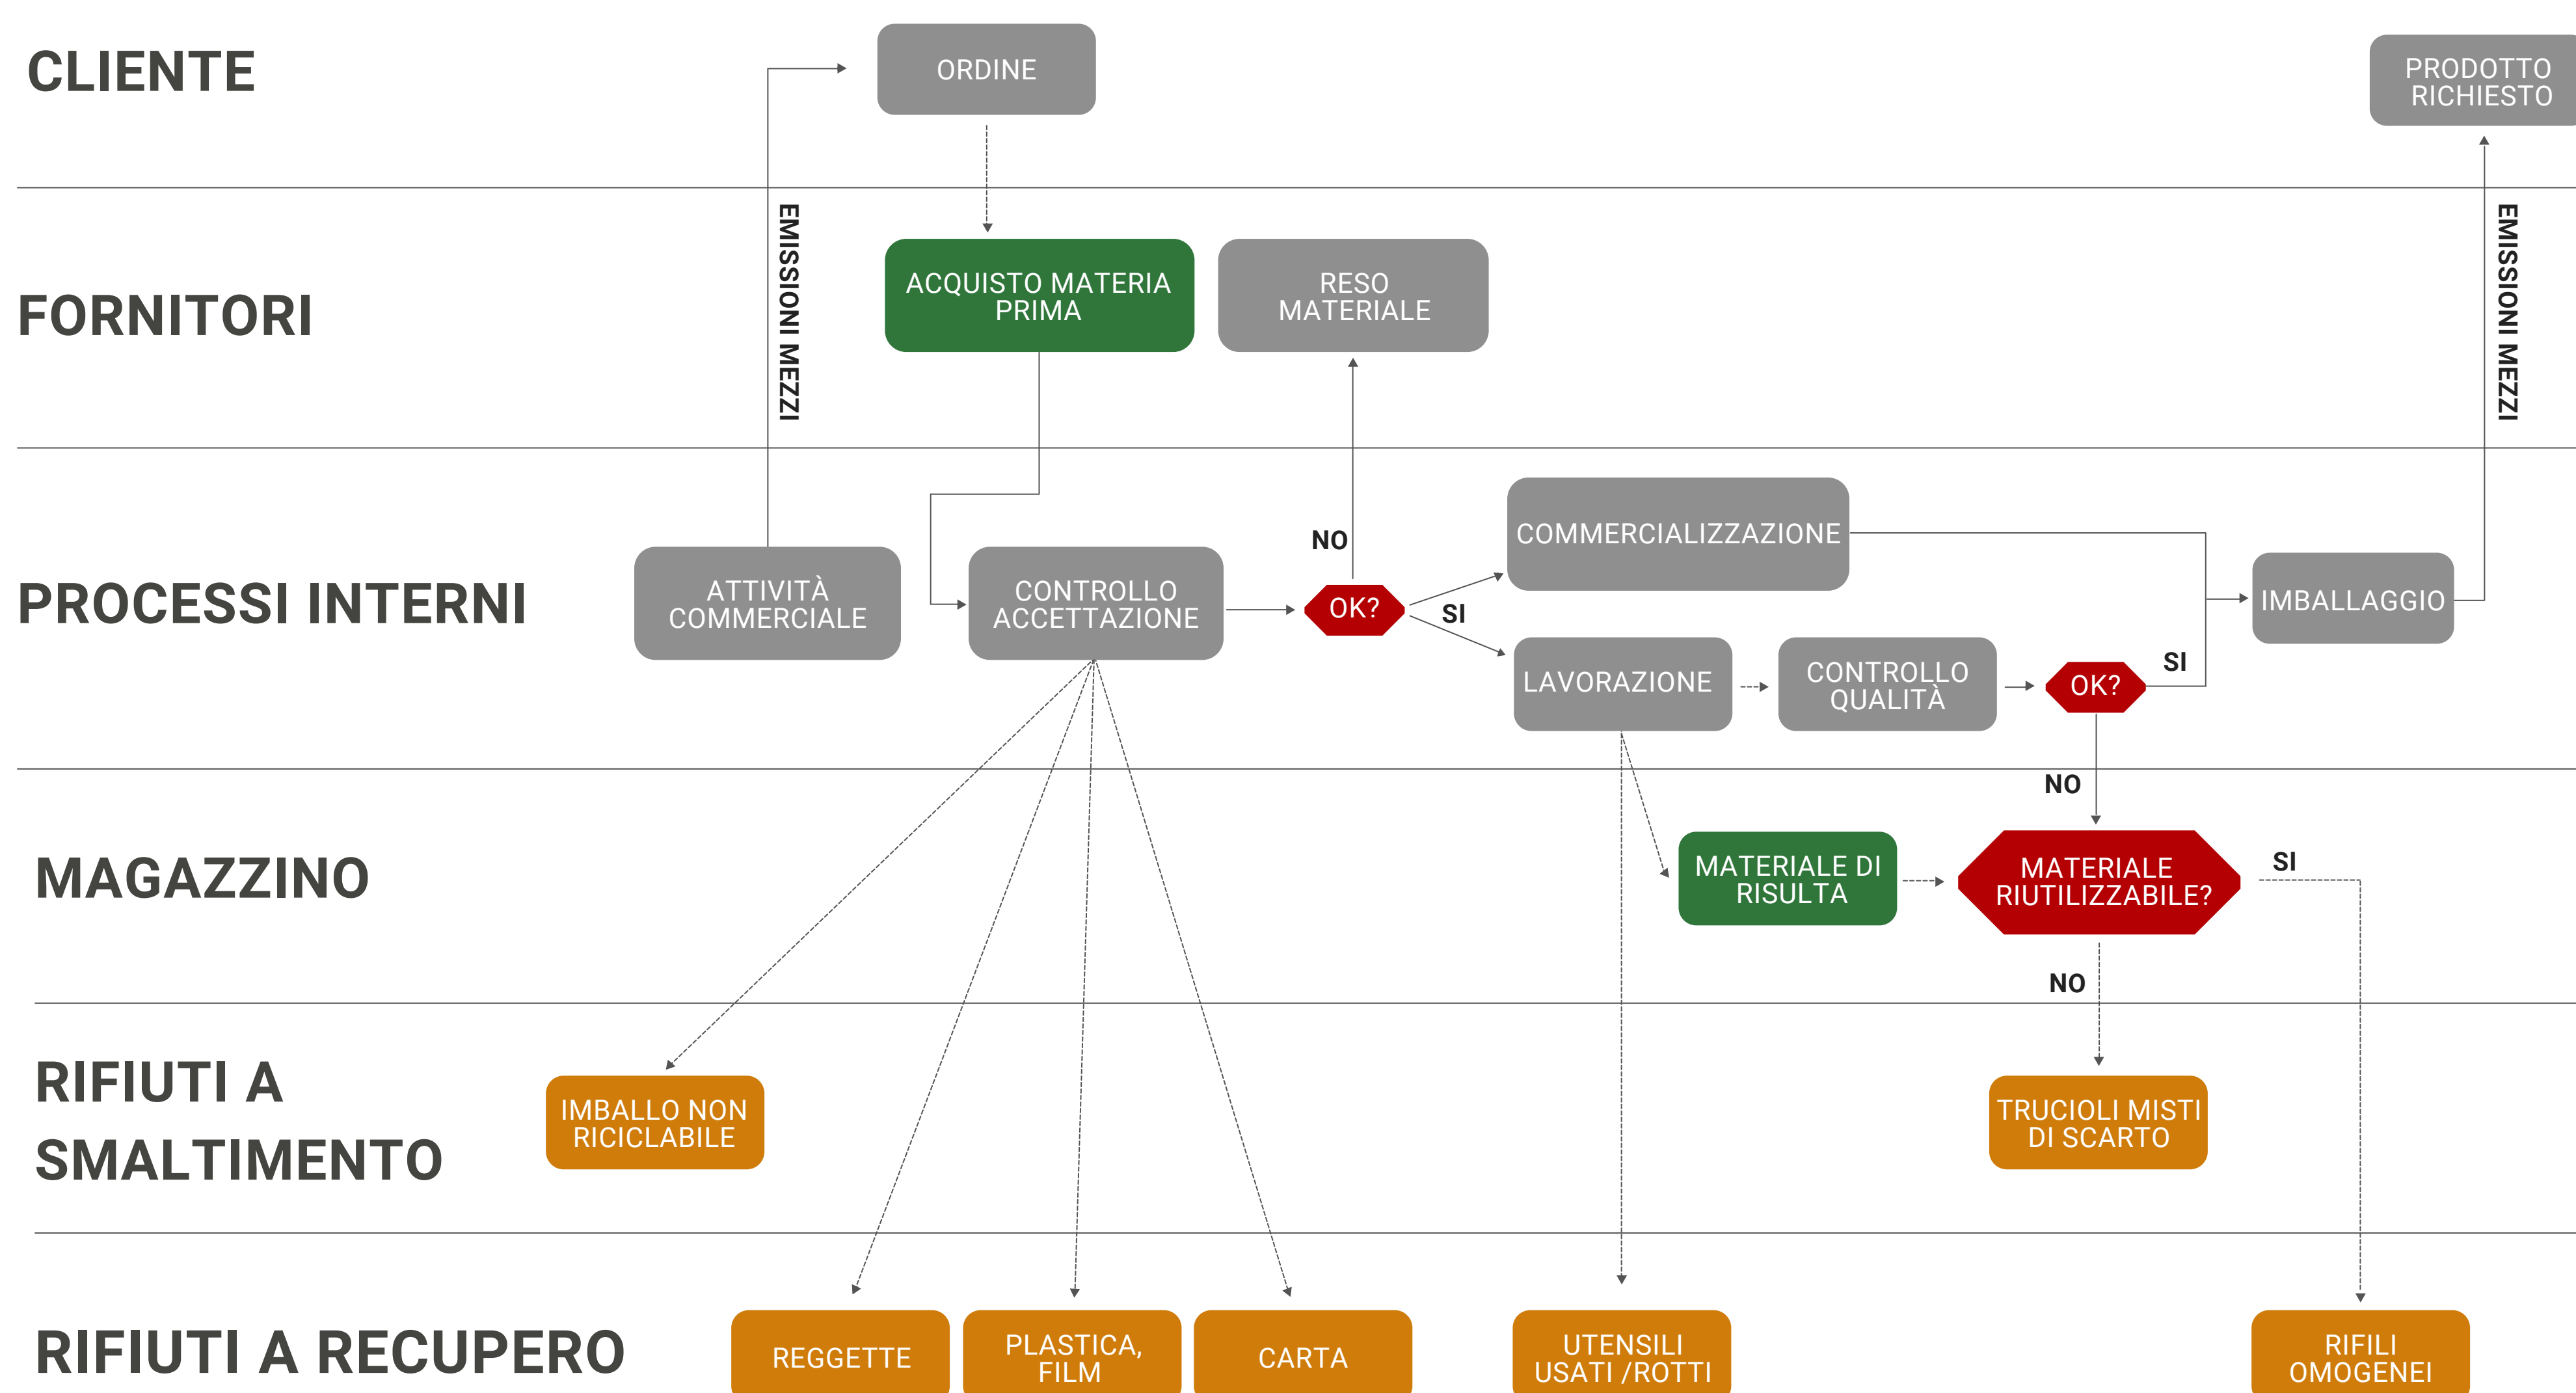 CLIENTE
ORDINE
PRODOTTO
RICHIESTO
FORNITORI
EMISSIONI MEZZI
ACQUISTO MATERIA
PRIMA
RESO
MATERIALE
EMISSIONI MEZZI
PROCESSI INTERNI
ATTIVITÀ
COMMERCIALE
CONTROLLO
ACCETTAZIONE
NO
OK?
SI
COMMERCIALIZZAZIONE
LAVORAZIONE
CONTROLLO
QUALITÀ
OK?
SI
IMBALLAGGIO
NO
MAGAZZINO
MATERIALE DI
RISULTA
MATERIALE
RIUTILIZZABILE?
SI
NO
RIFIUTI A
SMALTIMENTO
IMBALLO NON
RICICLABILE
TRUCIOLI MISTI
DI SCARTO
RIFIUTI A RECUPERO
REGGETTE
PLASTICA,
FILM
CARTA
UTENSILI
USATI /ROTTI
RIFILI
OMOGENEI